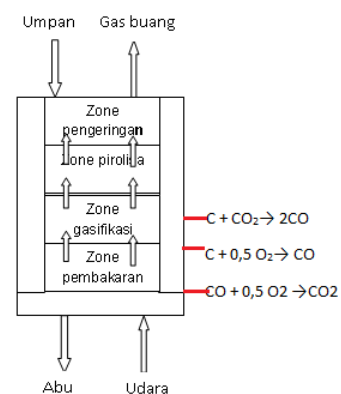 Umpan Gas buang
Zone
pengeringan
Zone pirolisa
Zone
gasifikasi
C + CO₂→ 2CO
Zone
pembakaran
C + 0,5 O₂→ CO
CO + 0,5 O2 →CO2
Abu Udara